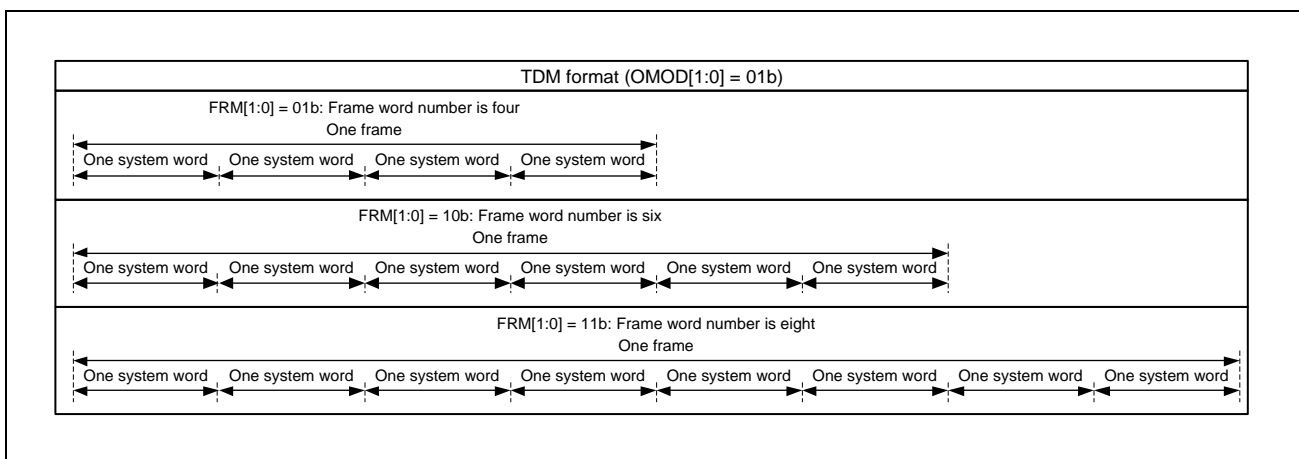 TDM format (OMOD[1:0] = 01b)
FRM[1:0] = 01b: Frame word number is four
One frame
One system word One system word One system word One system word
FRM[1:0] = 10b: Frame word number is six
One frame
One system word One system word One system word One system word One system word One system word
FRM[1:0] = 11b: Frame word number is eight
One frame
One system word One system word One system word One system word One system word One system word One system word One system word